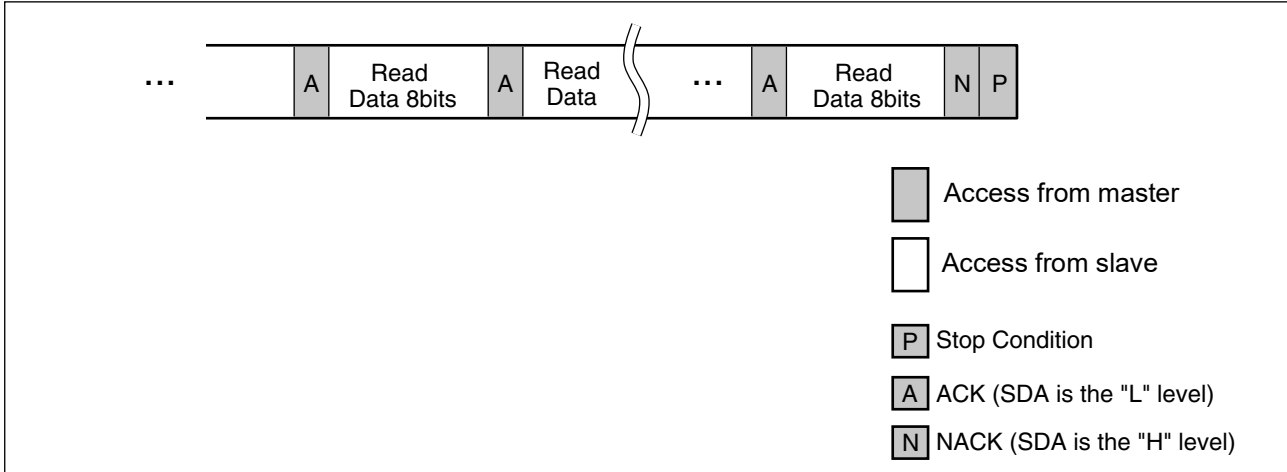 ... A Read Data 8bits A Read Data ... A Read Data 8bits N P
Access from master
Access from slave
P Stop Condition
A ACK (SDA is the "L" level)
N NACK (SDA is the "H" level)